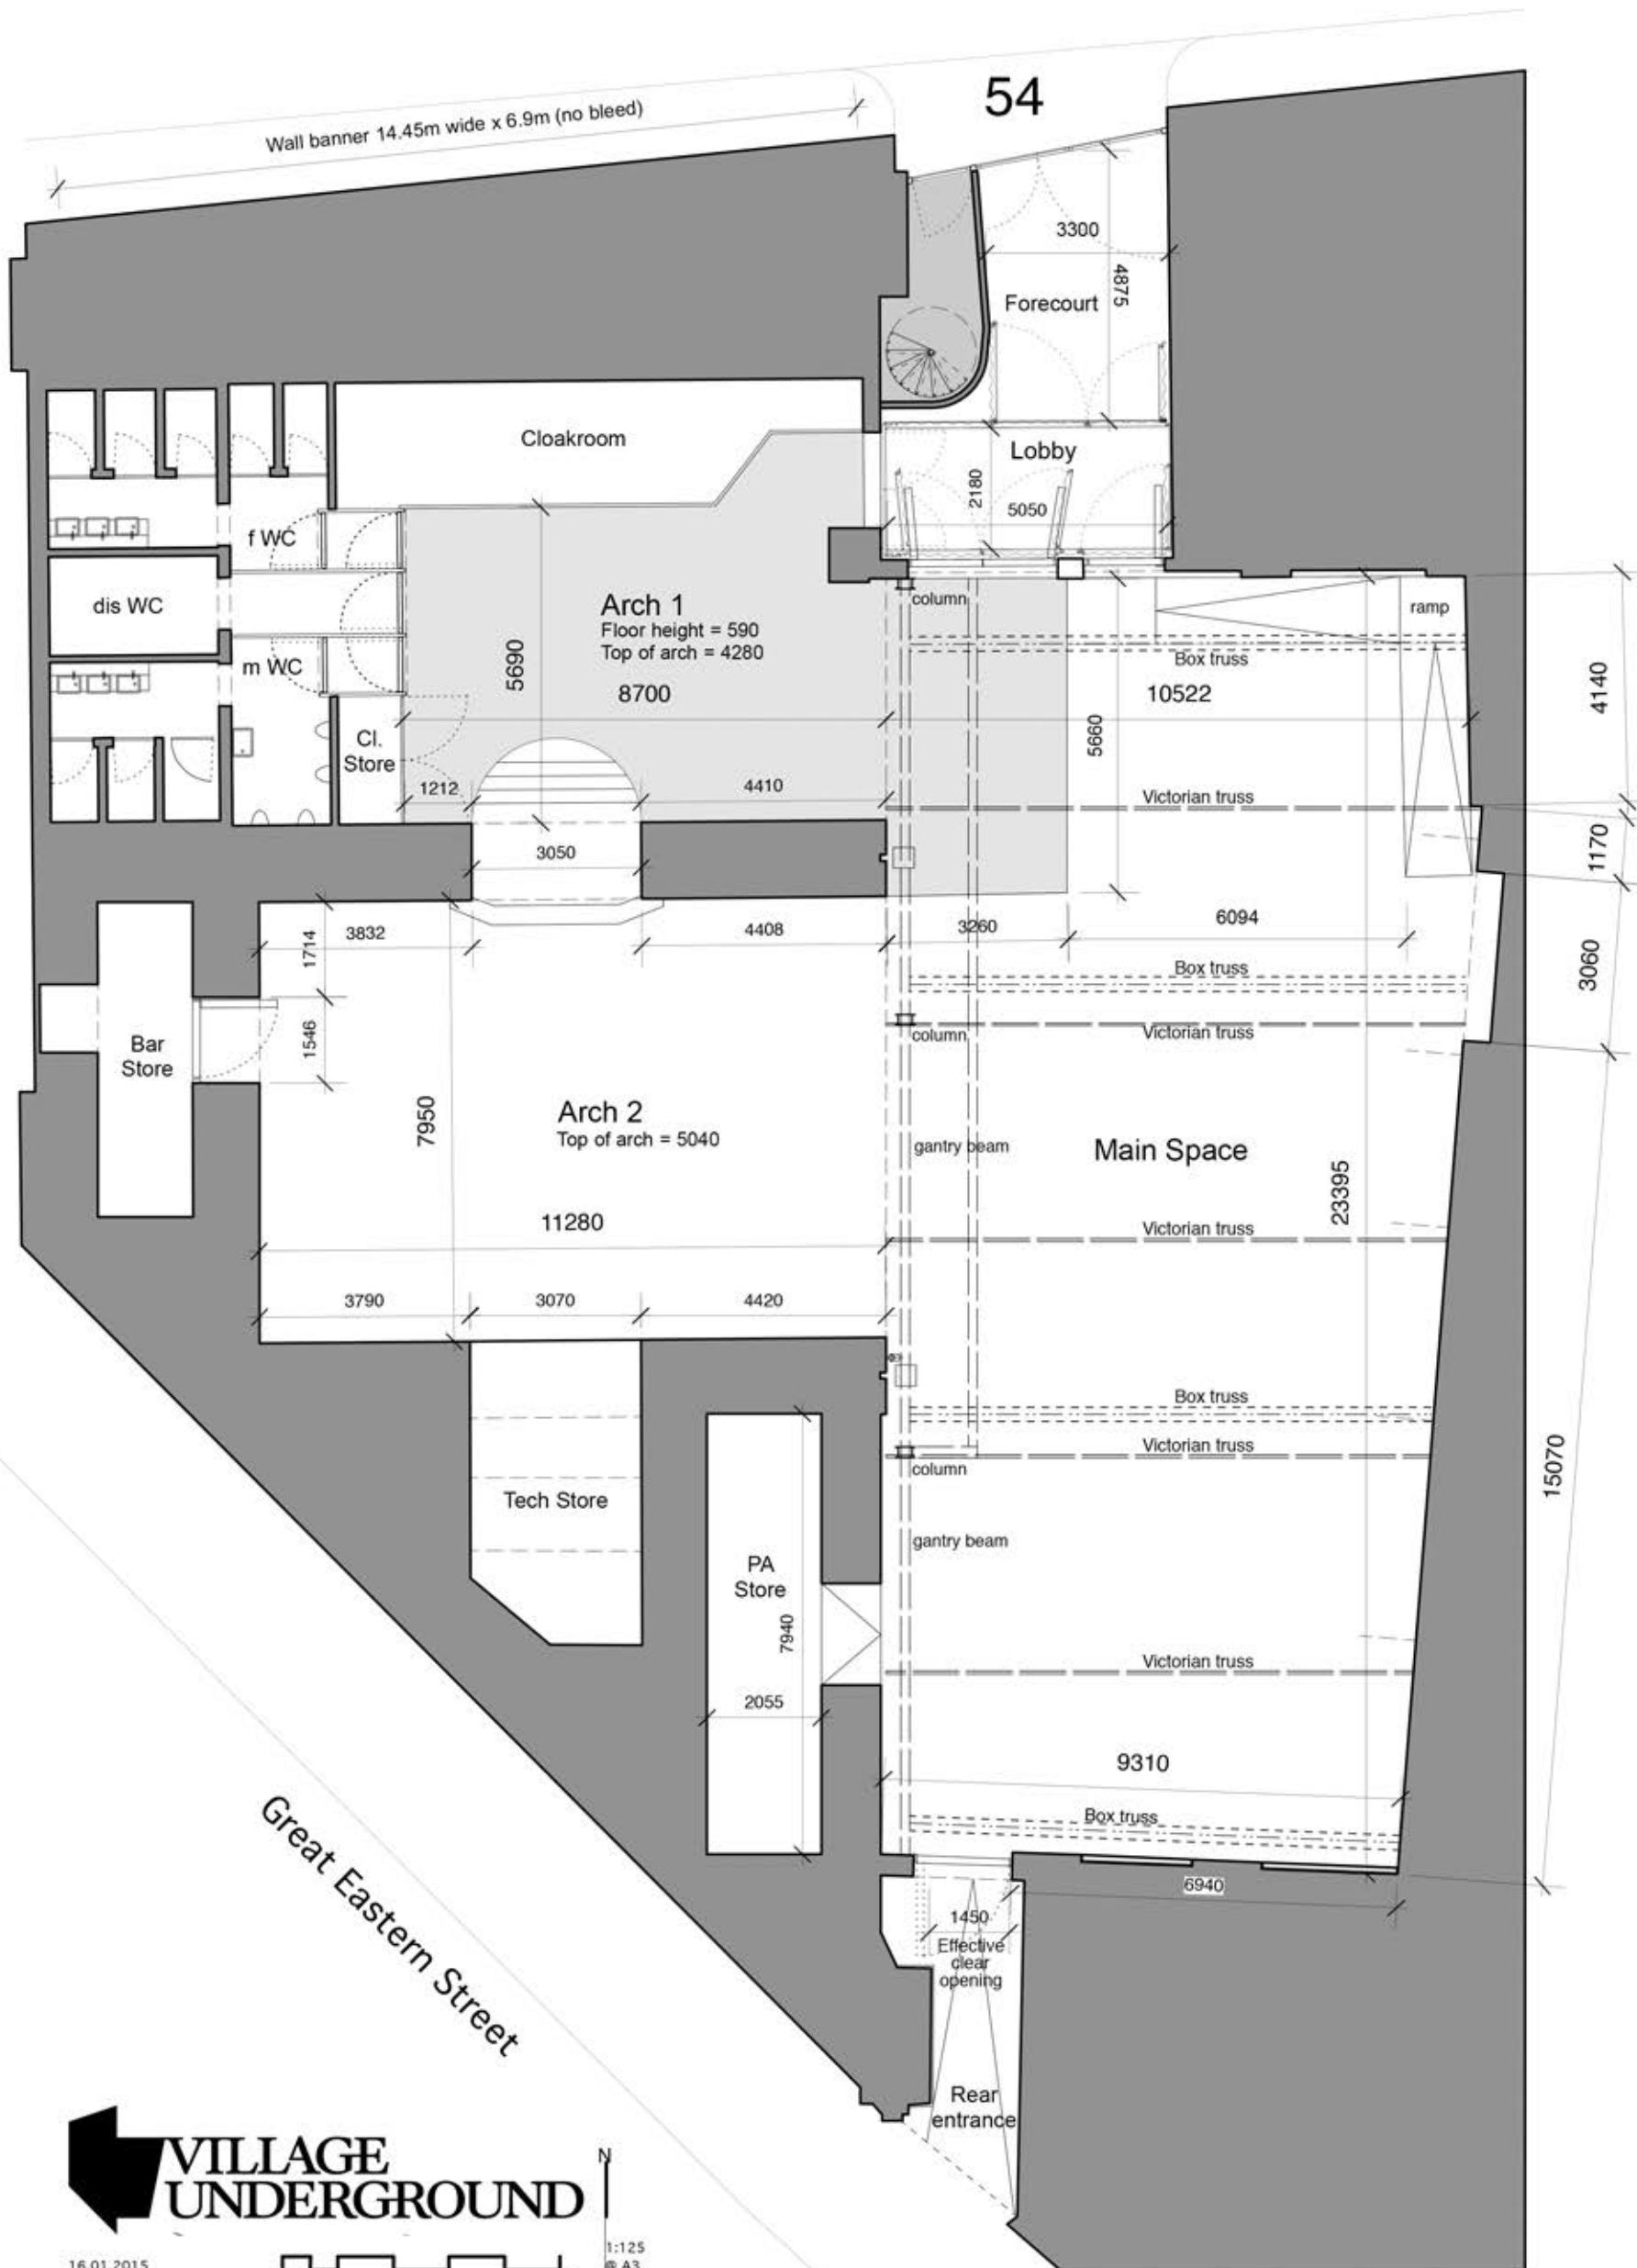 54
Wall banner 14.45m wide x 6.9m (no bleed)
3300
4875
Forecourt
Cloakroom
Lobby
2180
5050
f WC
dis WC
m WC
Cl.
Store
Arch 1
Floor height = 590
Top of arch = 4280
5690
8700
1212
4410
3050
column
ramp
Box truss
10522
5660
4140
Victorian truss
1170
3832
1714
4408
3260
6094
3060
Box truss
1546
Bar
Store
column
Victorian truss
7950
Arch 2
Top of arch = 5040
gantry beam
Main Space
23395
11280
Victorian truss
3790
3070
4420
Box truss
Victorian truss
column
15070
Tech Store
gantry beam
PA
Store
7940
2055
Victorian truss
9310
Box truss
6940
1450
Effective
clear
opening
Great Eastern Street
Rear
entrance
VILLAGE
UNDERGROUND
N
1:125
@ A3
16.01.2015